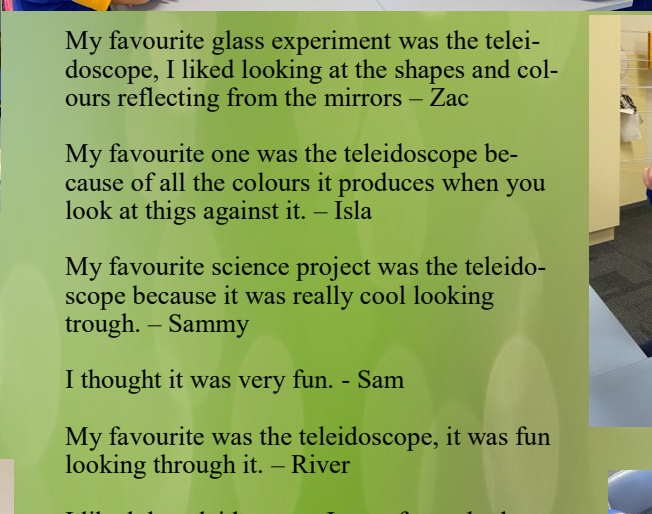 My favourite glass experiment was the telei-
doscope, I liked looking at the shapes and col-
ours reflecting from the mirrors – Zac
My favourite one was the teleidoscope be-
cause of all the colours it produces when you
look at thigs against it. – Isla
My favourite science project was the teleido-
scope because it was really cool looking
trough. – Sammy
I thought it was very fun. - Sam
My favourite was the teleidoscope, it was fun
looking through it. – River